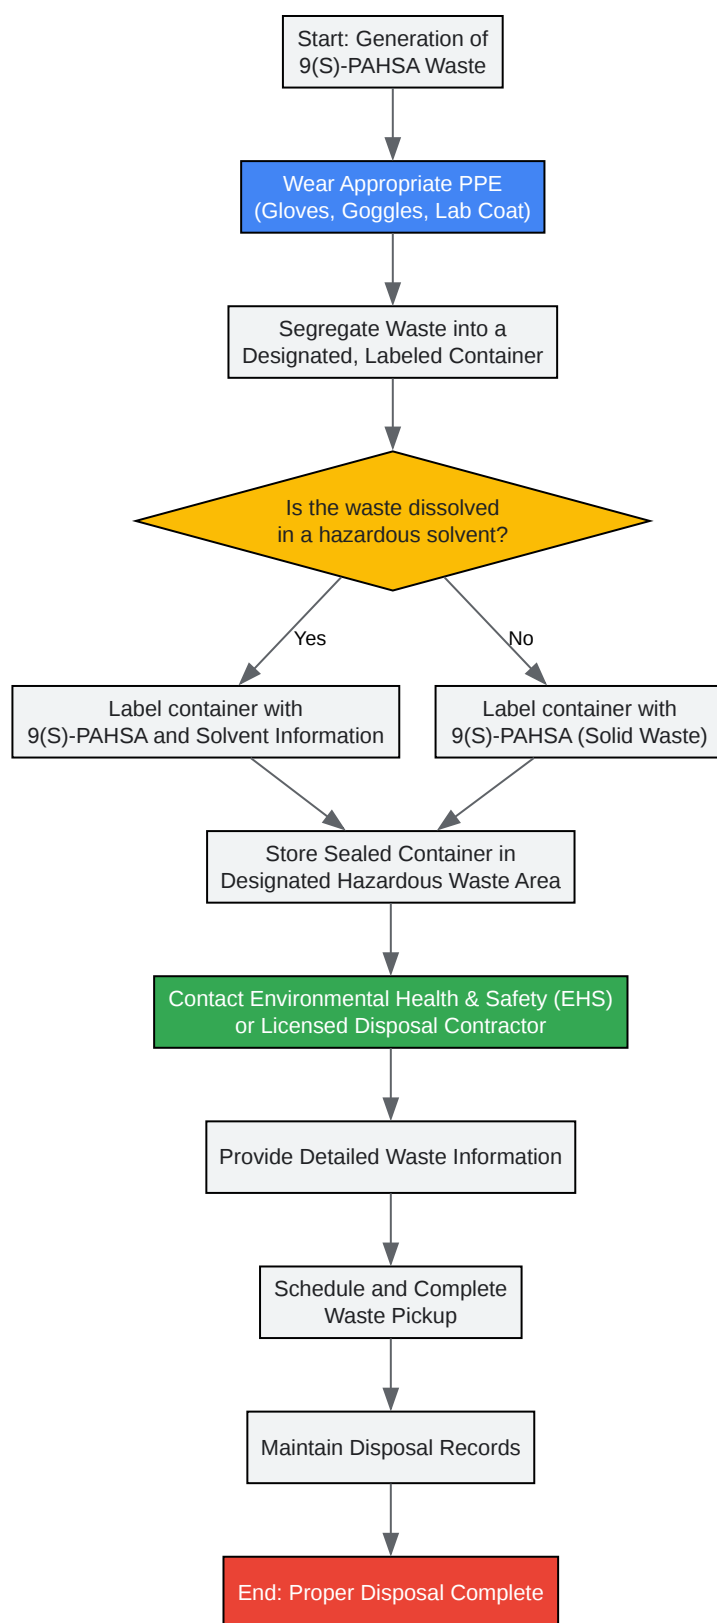 Start: Generation of
9(S)-PAHSA Waste
Wear Appropriate PPE
(Gloves, Goggles, Lab Coat)
Segregate Waste into a
Designated, Labeled Container
Is the waste dissolved
in a hazardous solvent?
Yes
No
Label container with
9(S)-PAHSA and Solvent Information
Label container with
9(S)-PAHSA (Solid Waste)
Store Sealed Container in
Designated Hazardous Waste Area
Contact Environmental Health & Safety (EHS)
or Licensed Disposal Contractor
Provide Detailed Waste Information
Schedule and Complete
Waste Pickup
Maintain Disposal Records
End: Proper Disposal Complete